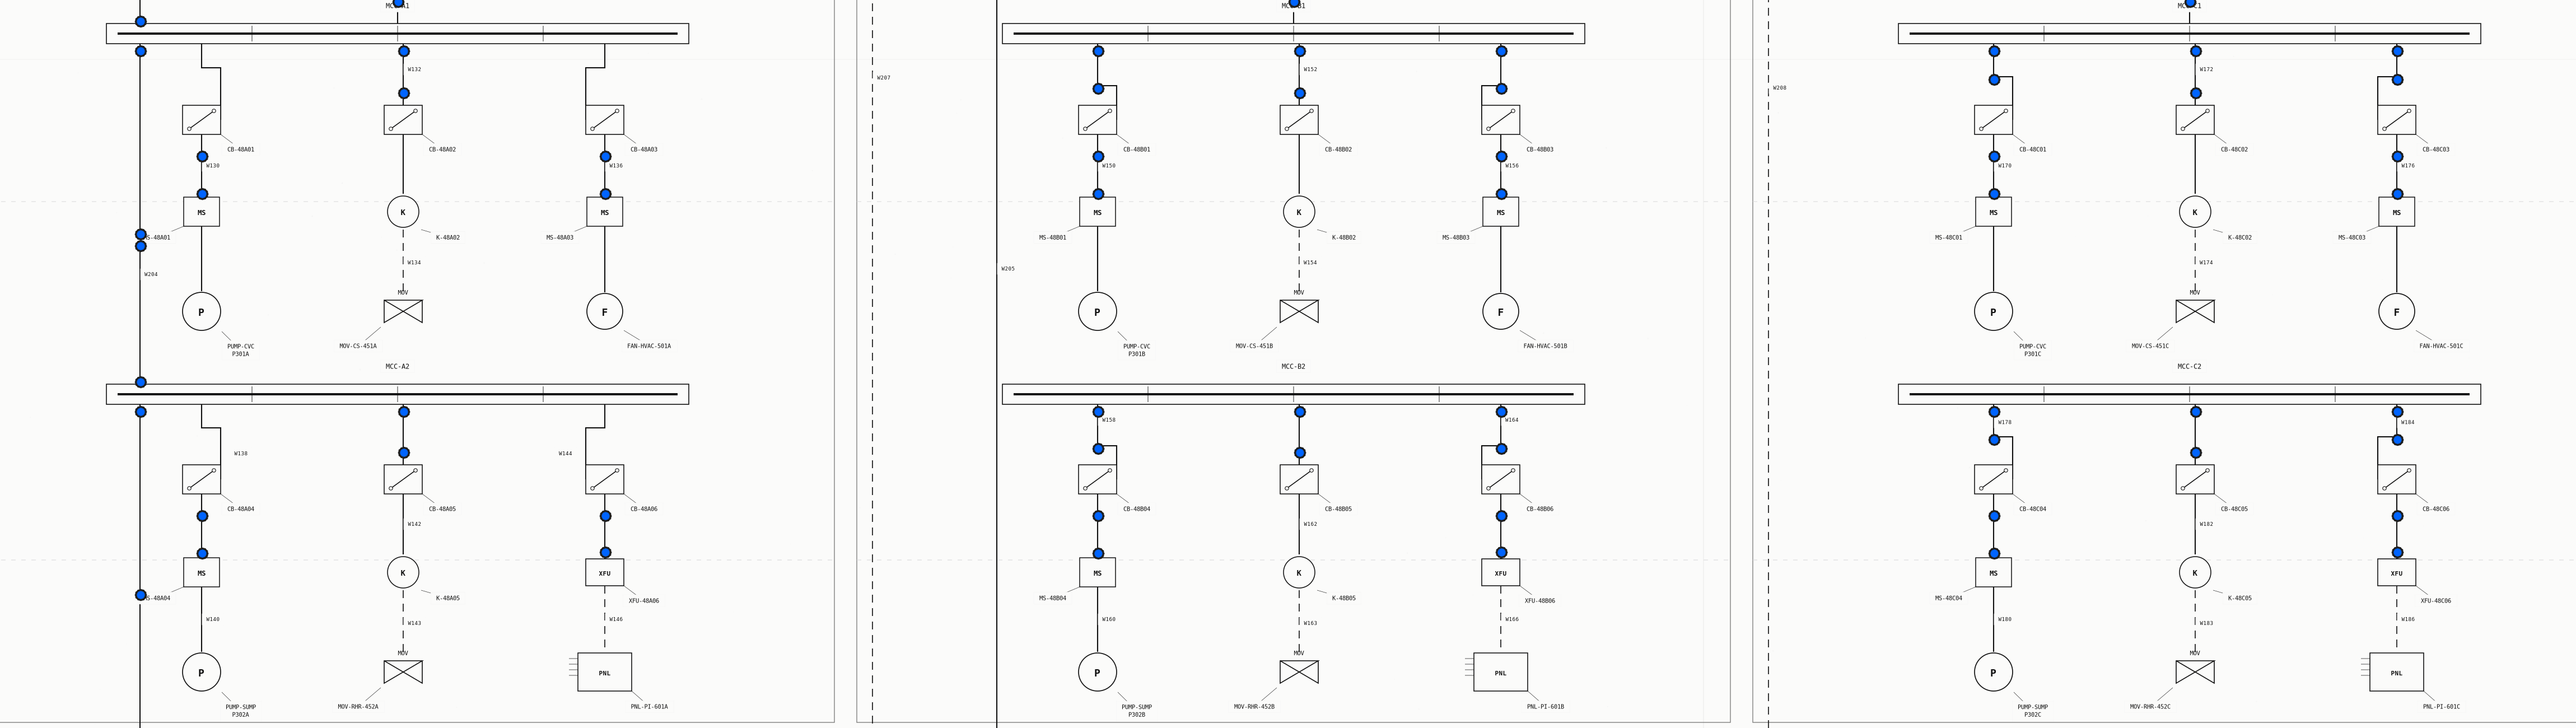 W207
W208
W132
W152
W172
CB-48A01
CB-48A02
CB-48A03
CB-48B01
CB-48B02
CB-48B03
CB-48C01
CB-48C02
CB-48C03
W130
W136
W150
W156
W170
W176
MS
K
MS
MS
K
MS
MS
K
MS
K-48A02
MS-48A03
MS-48B01
K-48B02
MS-48B03
MS-48C01
K-48C02
MS-48C03
W204
W134
W205
W154
W174
MOV
MOV
MOV
P
F
P
F
P
F
PUMP-CVC
P301A
MOV-CS-451A
FAN-HVAC-501A
PUMP-CVC
P301B
MOV-CS-451B
FAN-HVAC-501B
PUMP-CVC
P301C
MOV-CS-451C
FAN-HVAC-501C
MCC-A2
MCC-B2
MCC-C2
W158
W164
W178
W184
W138
W144
CB-48A04
CB-48A05
CB-48A06
CB-48B04
CB-48B05
CB-48B06
CB-48C04
CB-48C05
CB-48C06
W142
W162
W182
MS
K
XFU
MS
K
XFU
MS
K
XFU
K-48A05
XFU-48A06
MS-48B04
K-48B05
XFU-48B06
MS-48C04
K-48C05
XFU-48C06
W140
W143
W146
W160
W163
W166
W180
W183
W186
MOV
MOV
MOV
P
PNL
P
PNL
P
PNL
PUMP-SUMP
P302A
MOV-RHR-452A
PNL-PI-601A
PUMP-SUMP
P302B
MOV-RHR-452B
PNL-PI-601B
PUMP-SUMP
P302C
MOV-RHR-452C
PNL-PI-601C